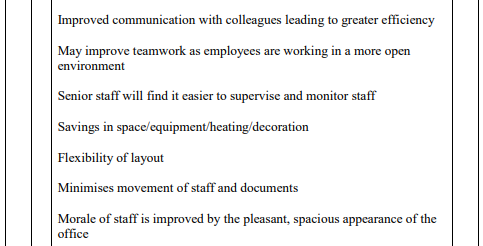 Improved communication with colleagues leading to greater efficiency
May improve teamwork as employees are working in a more open
environment
Senior staff will find it easier to supervise and monitor staff
Savings in space/equipment/heating/decoration
Flexibility of layout
Minimises movement of staff and documents
Morale of staff is improved by the pleasant, spacious appearance of the
office